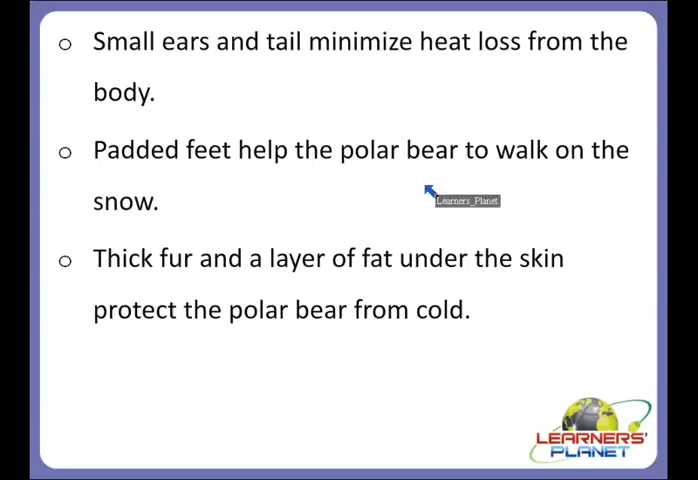 o Small ears and tail minimize heat loss from the
body.
o Padded feet help the polar bear to walk on the
snow.
Learners_Planet
o Thick fur and a layer of fat under the skin
protect the polar bear from cold.
LEARNERS'
PLANET